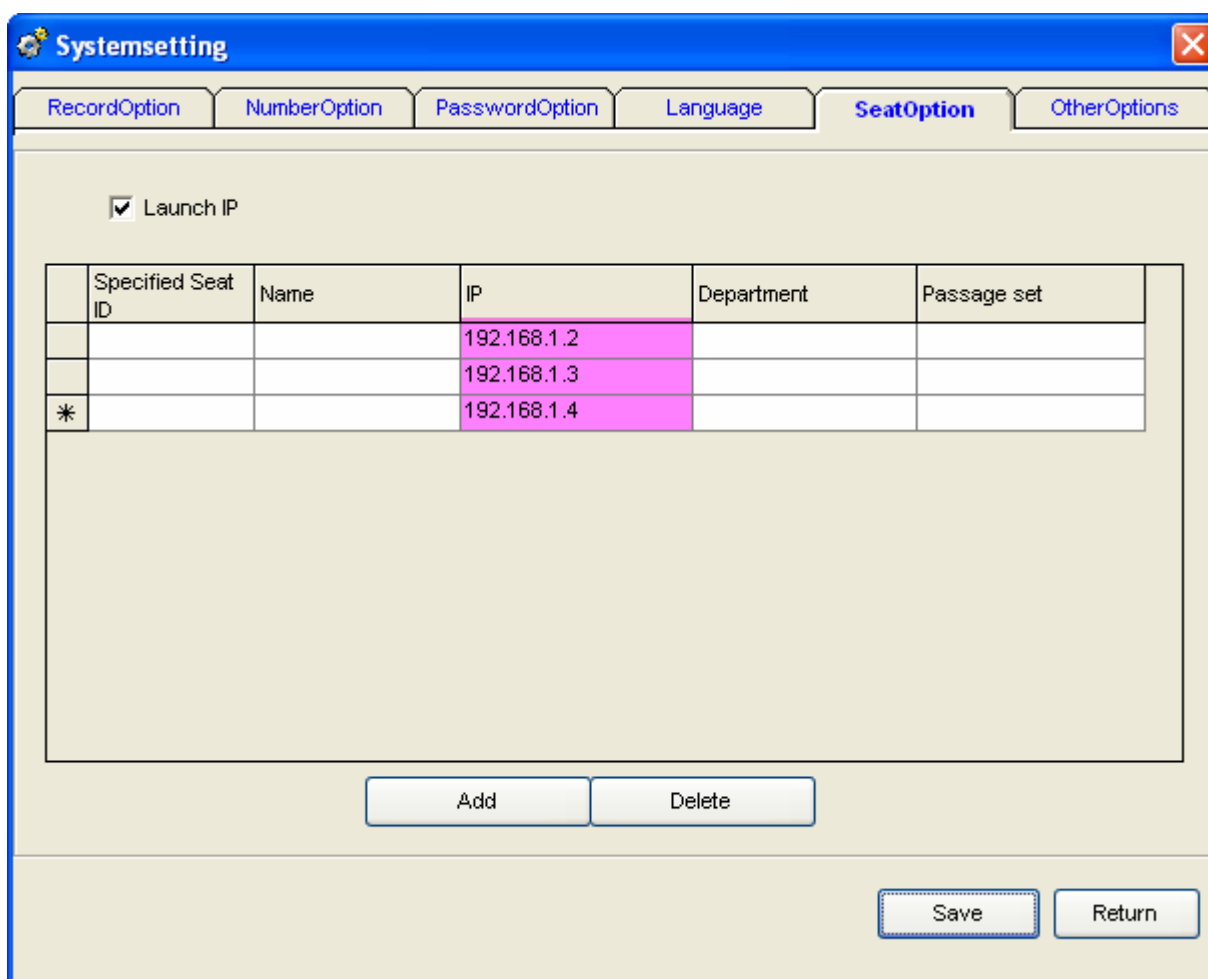 Systemsetting
RecordOption NumberOption PasswordOption Language SeatOption OtherOptions
Launch IP
Specified Seat ID Name IP Department Passage set
192.168.1.2
192.168.1.3
192.168.1.4
Add Delete
Save Return